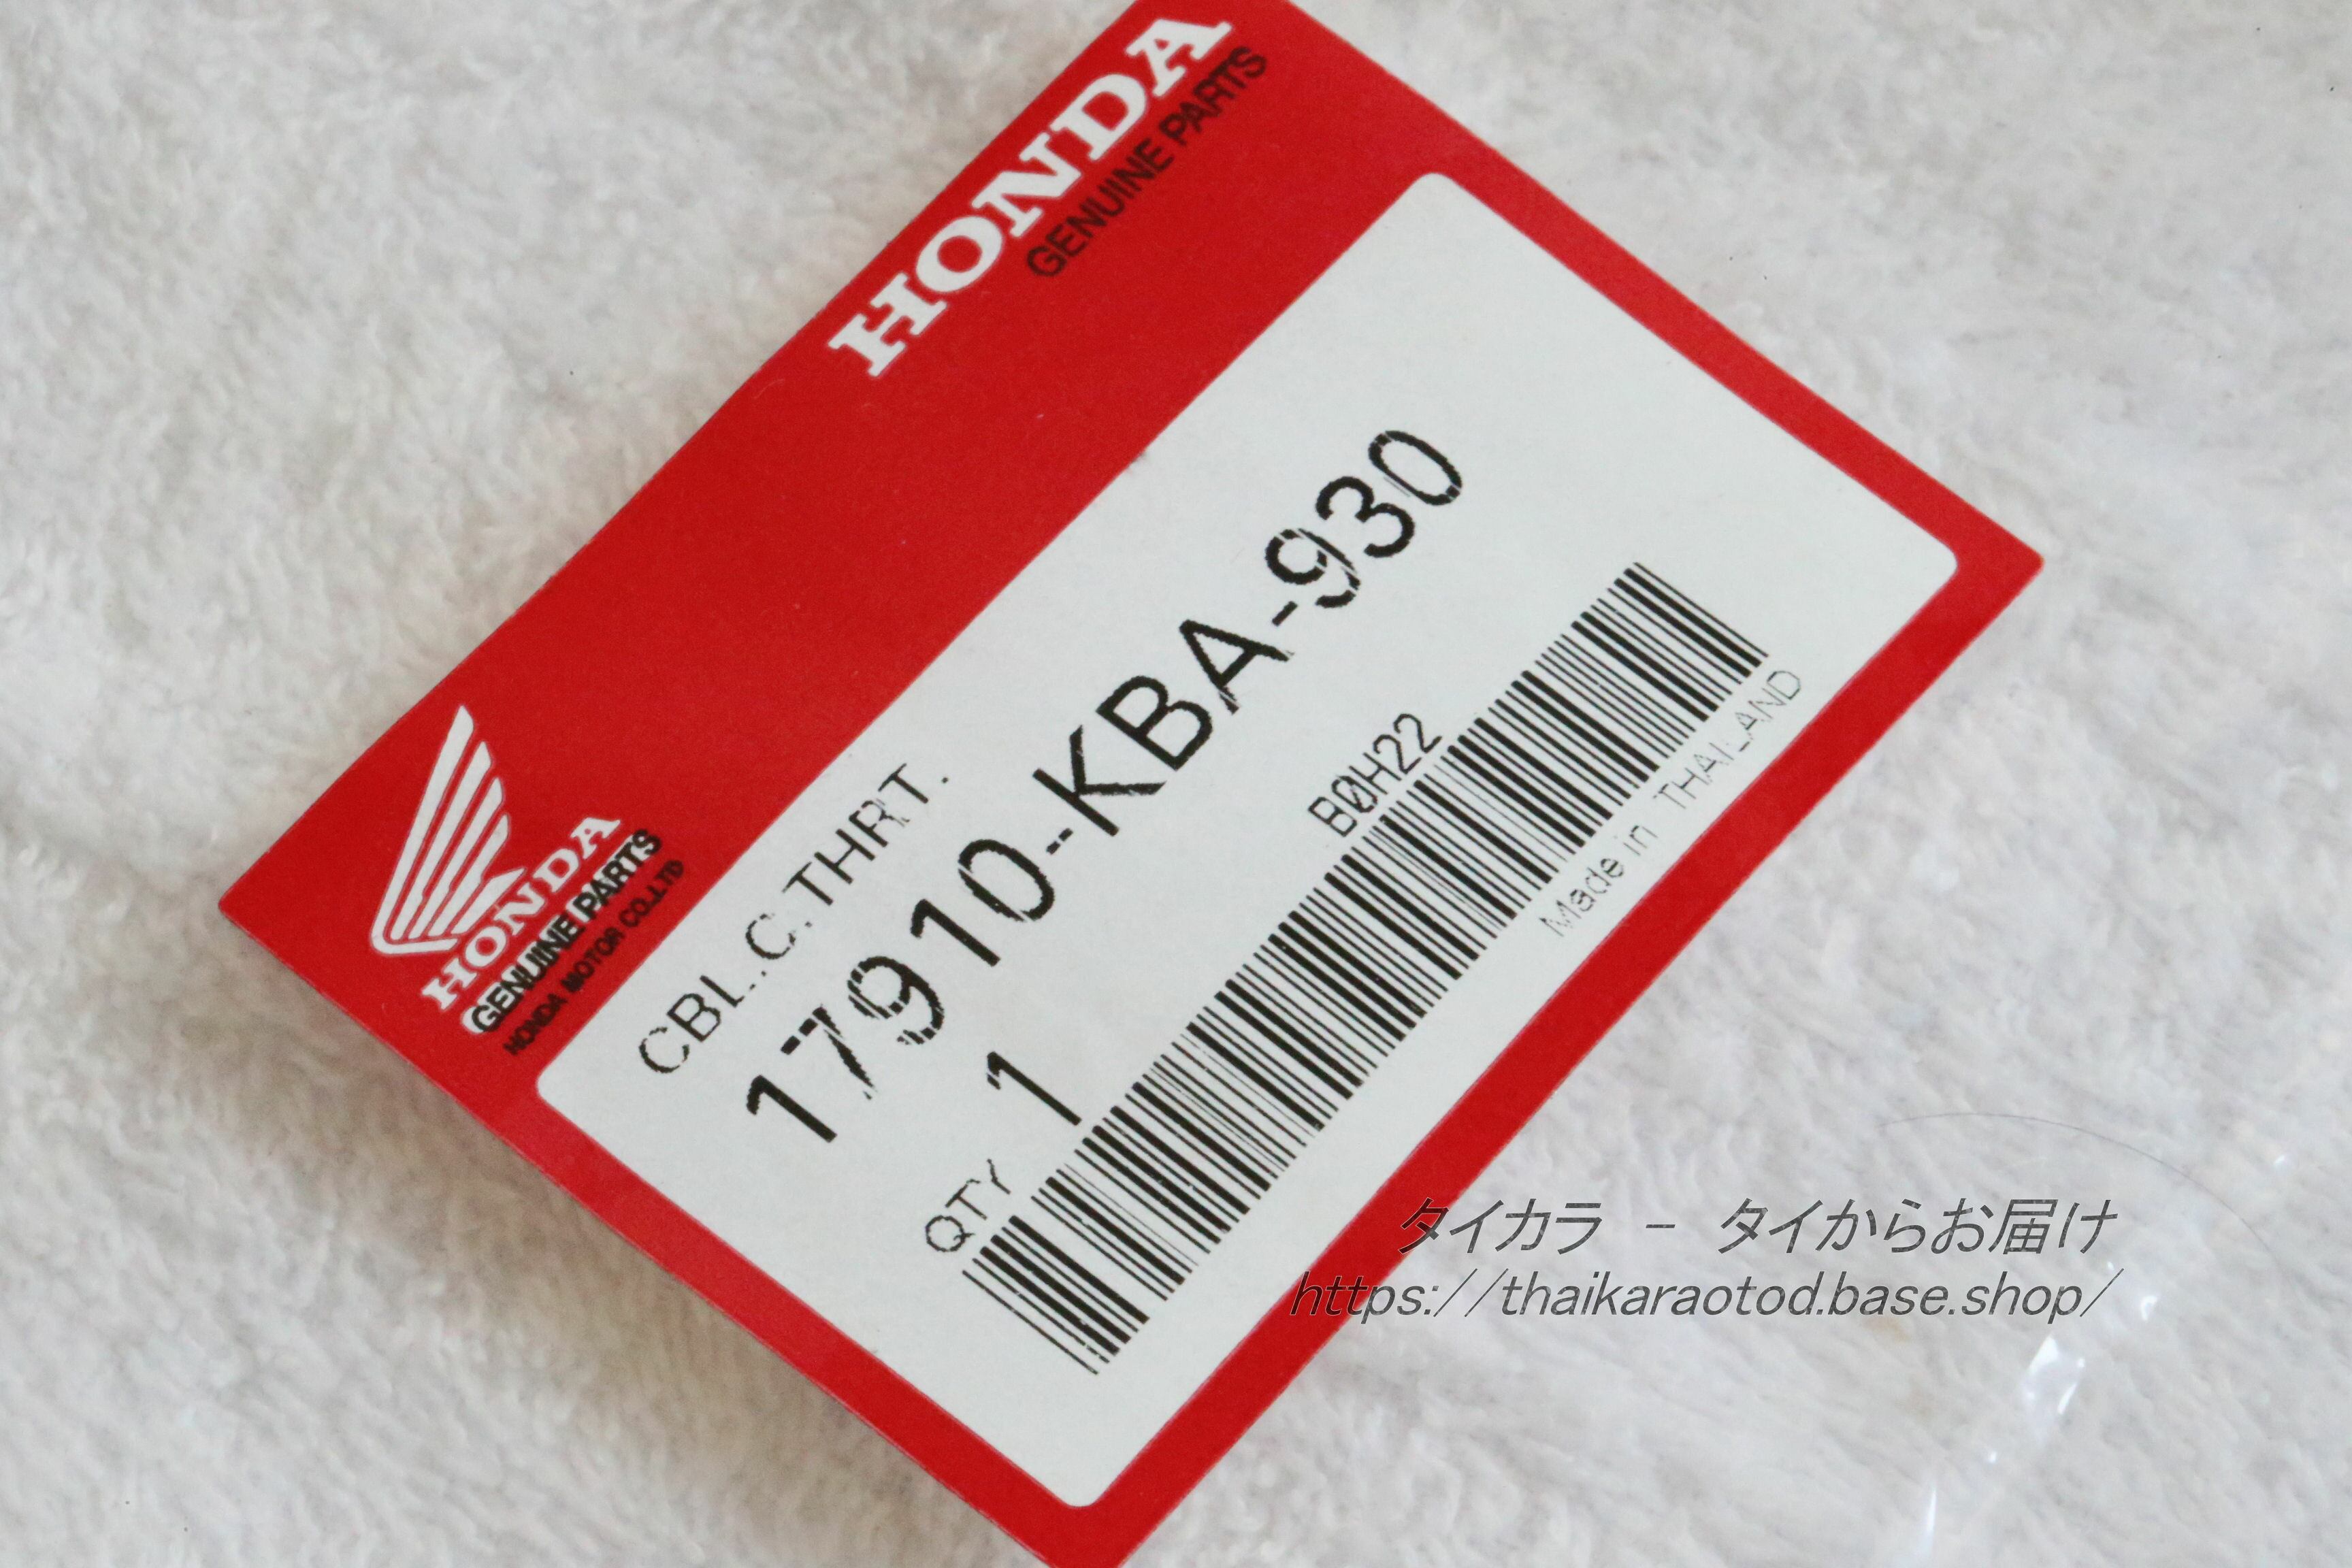 HONDA
GENUINE PARTS
HONDA
GENUINE PARTS
HONDA MOTOR CO.,LTD
CBL.C.THRT.
17910-KBA-930
QTY 1
B0H22
Made in THAILAND
タイカラ - タイからお届け
https://thaikaraotod.base.shop/